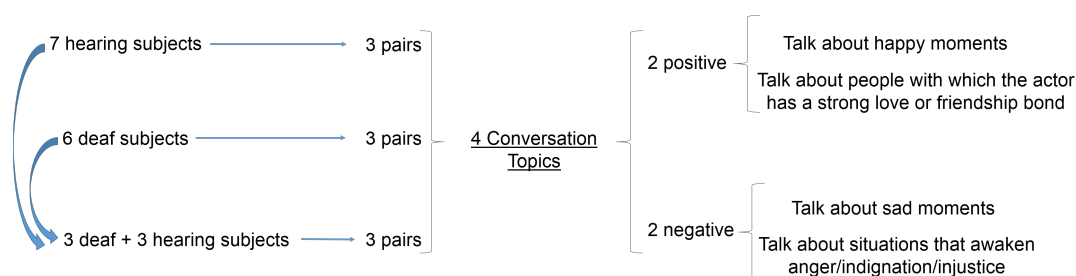 7 hearing subjects
3 pairs
6 deaf subjects
3 pairs
3 deaf + 3 hearing subjects
3 pairs
4 Conversation
Topics
2 positive
Talk about happy moments
Talk about people with which the actor
has a strong love or friendship bond
2 negative
Talk about sad moments
Talk about situations that awaken
anger/indignation/injustice